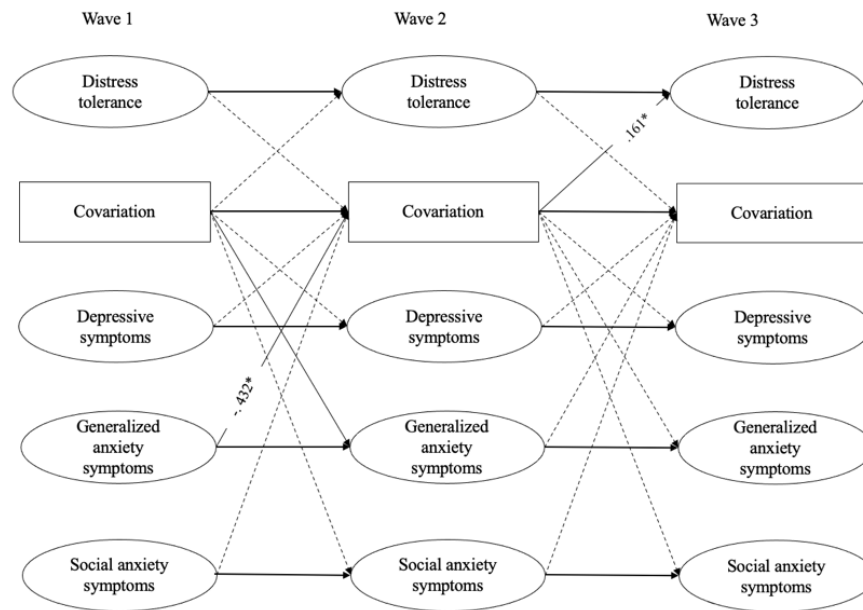 Wave 1
Wave 2
Wave 3
Distress
tolerance
Distress
tolerance
Distress
tolerance
.161*
Covariation
Covariation
Covariation
Depressive
symptoms
Depressive
symptoms
Depressive
symptoms
-.432*
Generalized
anxiety
symptoms
Generalized
anxiety
symptoms
Generalized
anxiety
symptoms
Social anxiety
symptoms
Social anxiety
symptoms
Social anxiety
symptoms